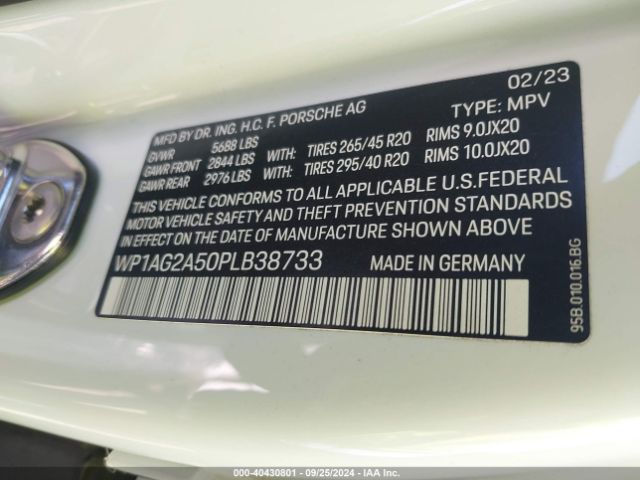 02/23
MFD BY DR. ING. H.C. F. PORSCHE AG TYPE: MPV
GVWR 5688 LBS
GAWR FRONT 2844 LBS WITH: TIRES 265/45 R20 RIMS 9.0JX20
GAWR REAR 2976 LBS WITH: TIRES 295/40 R20 RIMS 10.0JX20
THIS VEHICLE CONFORMS TO ALL APPLICABLE U.S.FEDERAL
MOTOR VEHICLE SAFETY AND THEFT PREVENTION STANDARDS
IN EFFECT ON THE DATE OF MANUFACTURE SHOWN ABOVE
WP1AG2A50PLB38733 MADE IN GERMANY
95B.010.016.BG
© - 40430801 - 09/25/2024 - IAA Inc.